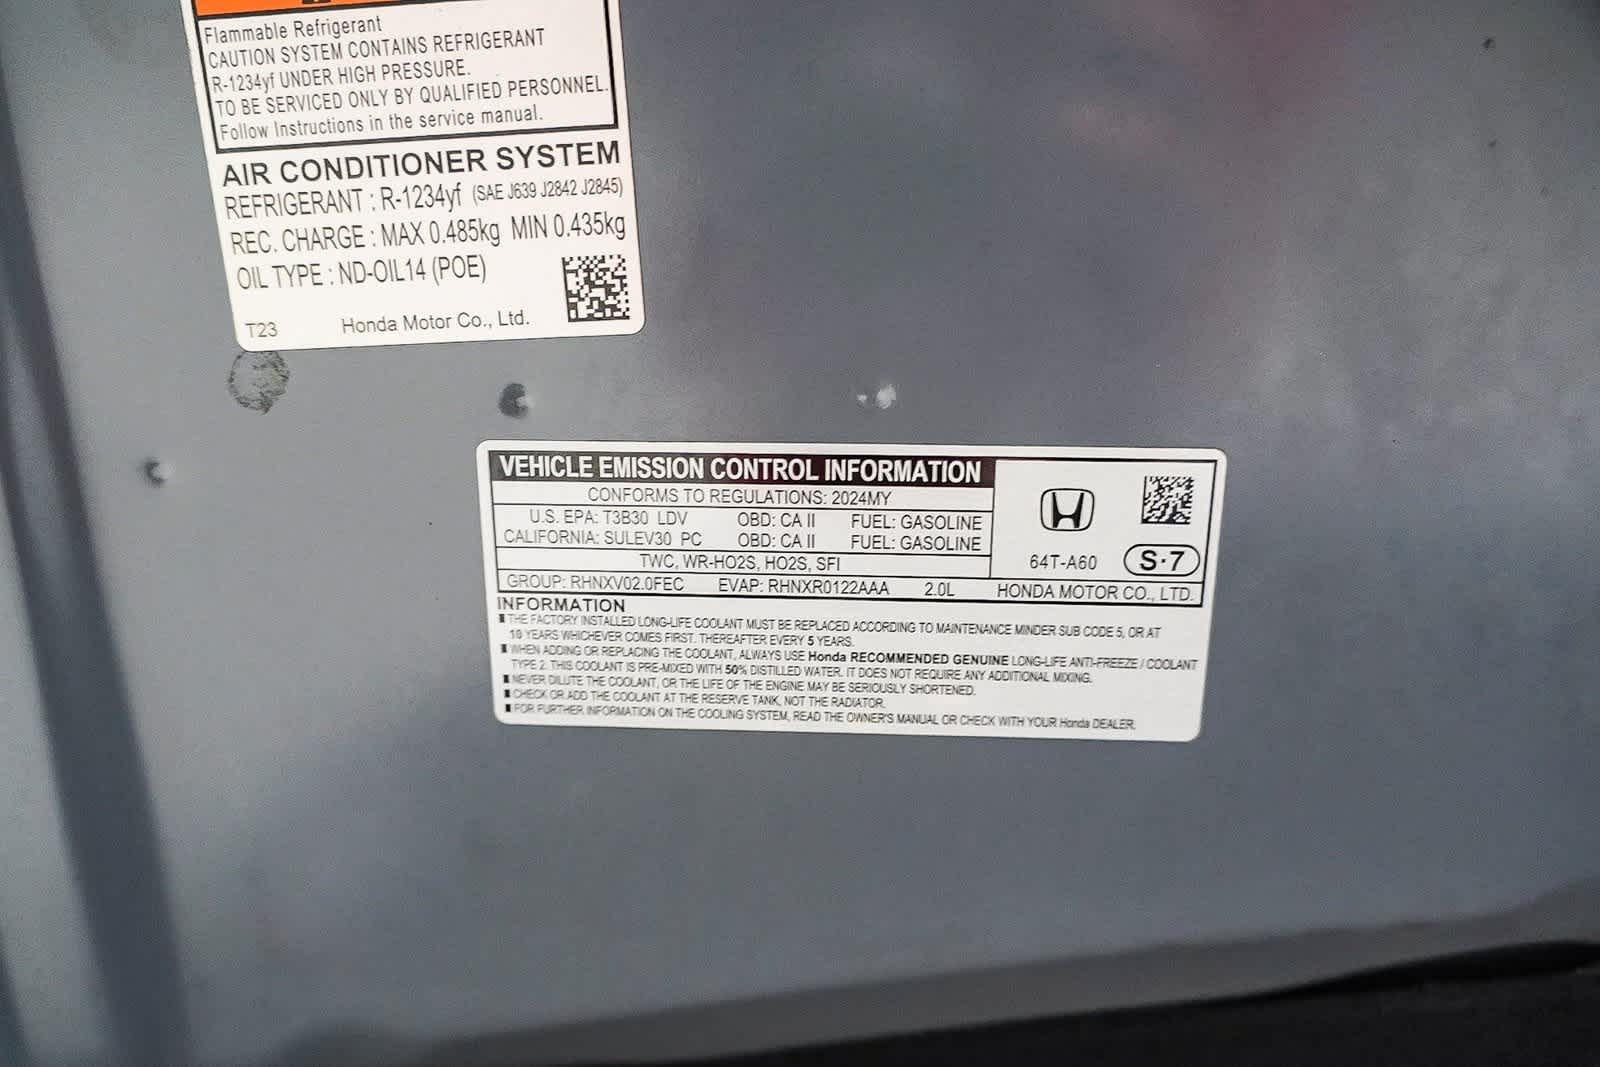 Flammable Refrigerant
CAUTION SYSTEM CONTAINS REFRIGERANT
R-1234yf UNDER HIGH PRESSURE.
TO BE SERVICED ONLY BY QUALIFIED PERSONNEL.
Follow Instructions in the service manual.
AIR CONDITIONER SYSTEM
REFRIGERANT : R-1234yf (SAE J639 J2842 J2845)
REC. CHARGE : MAX 0.485kg MIN 0.435kg
OIL TYPE : ND-OIL14 (POE)
T23 Honda Motor Co., Ltd.
VEHICLE EMISSION CONTROL INFORMATION
CONFORMS TO REGULATIONS: 2024MY
U.S. EPA: T3B30 LDV OBD: CA II FUEL: GASOLINE
CALIFORNIA: SULEV30 PC OBD: CA II FUEL: GASOLINE
TWC, WR-HO2S, HO2S, SFI
64T-A60 S·7
GROUP: RHNXV02.0FEC EVAP: RHNXR0122AAA 2.0L HONDA MOTOR CO., LTD.
INFORMATION
THE FACTORY INSTALLED LONG-LIFE COOLANT MUST BE REPLACED ACCORDING TO MAINTENANCE MINDER SUB CODE 5, OR AT
10 YEARS WHICHEVER COMES FIRST. THEREAFTER EVERY 5 YEARS.
WHEN ADDING OR REPLACING THE COOLANT, ALWAYS USE Honda RECOMMENDED GENUINE LONG-LIFE ANTI-FREEZE / COOLANT
TYPE 2. THIS COOLANT IS PRE-MIXED WITH 50% DISTILLED WATER. IT DOES NOT REQUIRE ANY ADDITIONAL MIXING.
NEVER DILUTE THE COOLANT, OR THE LIFE OF THE ENGINE MAY BE SERIOUSLY SHORTENED.
CHECK OR ADD THE COOLANT AT THE RESERVE TANK, NOT THE RADIATOR.
FOR FURTHER INFORMATION ON THE COOLING SYSTEM, READ THE OWNER'S MANUAL OR CHECK WITH YOUR Honda DEALER.